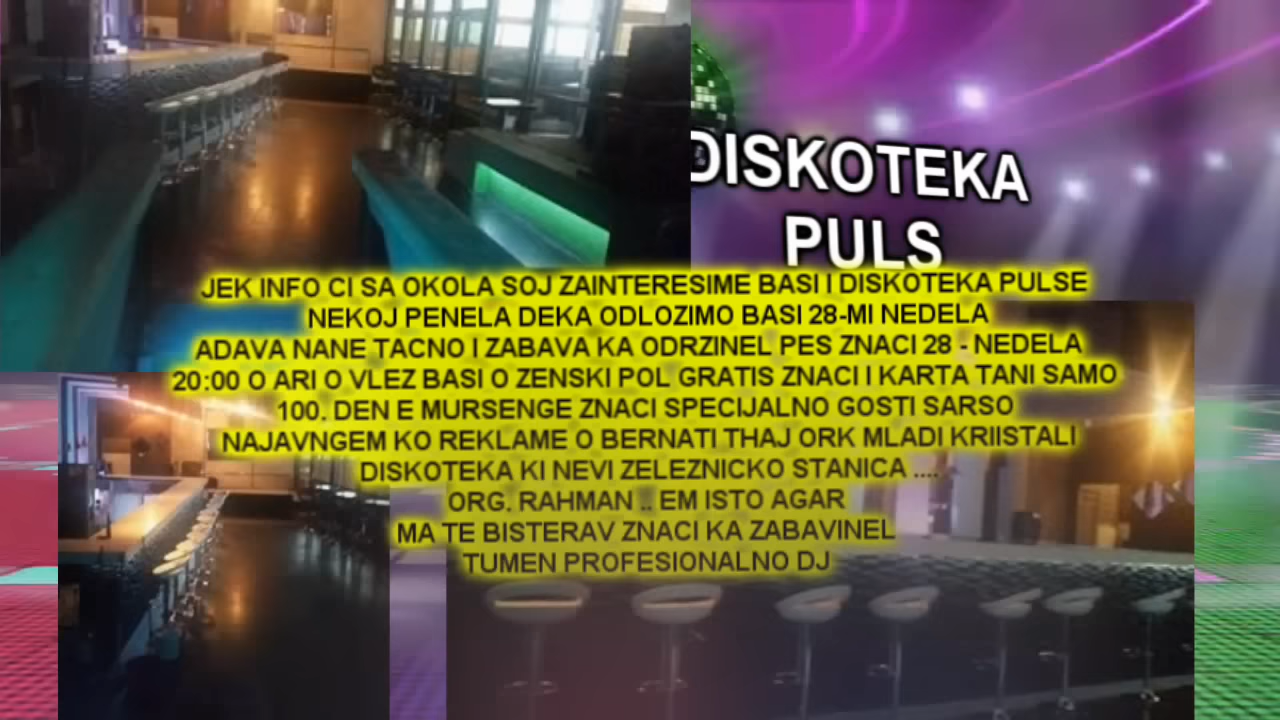 DISKOTEKA
PULS
JEK INFO CI SA OKOLA SOJ ZAINTERESIME BASI I DISKOTEKA PULSE
NEKOJ PENELA DEKA ODLOZIMO BASI 28-MI NEDELA
ADAVA NANE TACNO I ZABAVA KA ODRZINEL PES ZNACI 28 - NEDELA
20:00 O ARI O VLEZ BASI O ZENSKI POL GRATIS ZNACI I KARTA TANI SAMO
100. DEN E MURSENGE ZNACI SPECIJALNO GOSTI SARSO
NAJAVNGEM KO REKLAME O BERNATI THAJ ORK MLADI KRIISTALI
DISKOTEKA KI NEVI ZELEZNICKO STANICA ....
ORG. RAHMAN .. EM ISTO AGAR
MA TE BISTERAV ZNACI KA ZABAVINEL
TUMEN PROFESIONALNO DJ